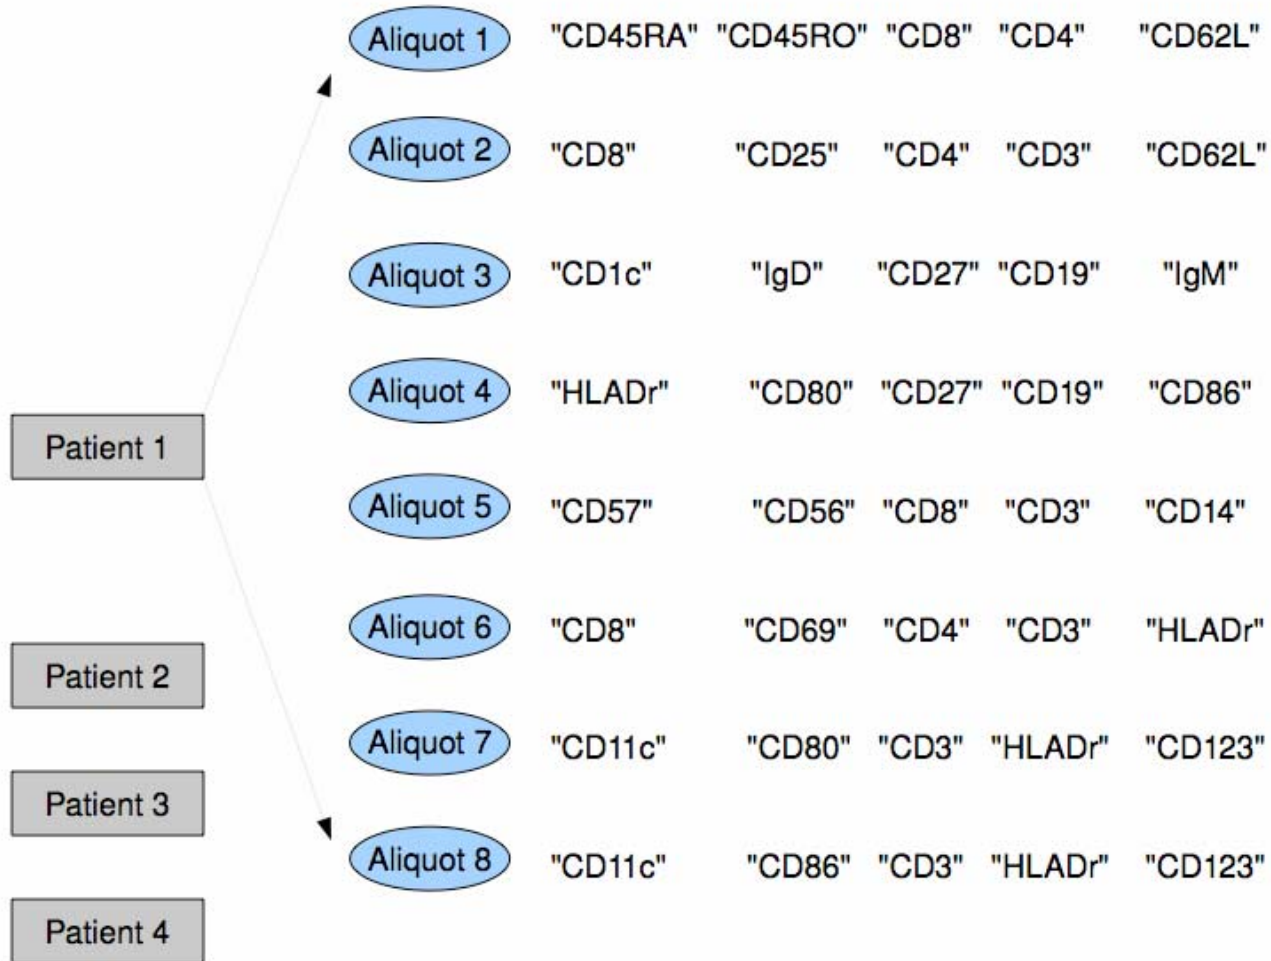 Aliquot 1 "CD45RA" "CD45RO" "CD8" "CD4" "CD62L"
Aliquot 2 "CD8" "CD25" "CD4" "CD3" "CD62L"
Aliquot 3 "CD1c" "IgD" "CD27" "CD19" "IgM"
Aliquot 4 "HLADr" "CD80" "CD27" "CD19" "CD86"
Patient 1
Aliquot 5 "CD57" "CD56" "CD8" "CD3" "CD14"
Aliquot 6 "CD8" "CD69" "CD4" "CD3" "HLADr"
Patient 2
Aliquot 7 "CD11c" "CD80" "CD3" "HLADr" "CD123"
Patient 3
Aliquot 8 "CD11c" "CD86" "CD3" "HLADr" "CD123"
Patient 4